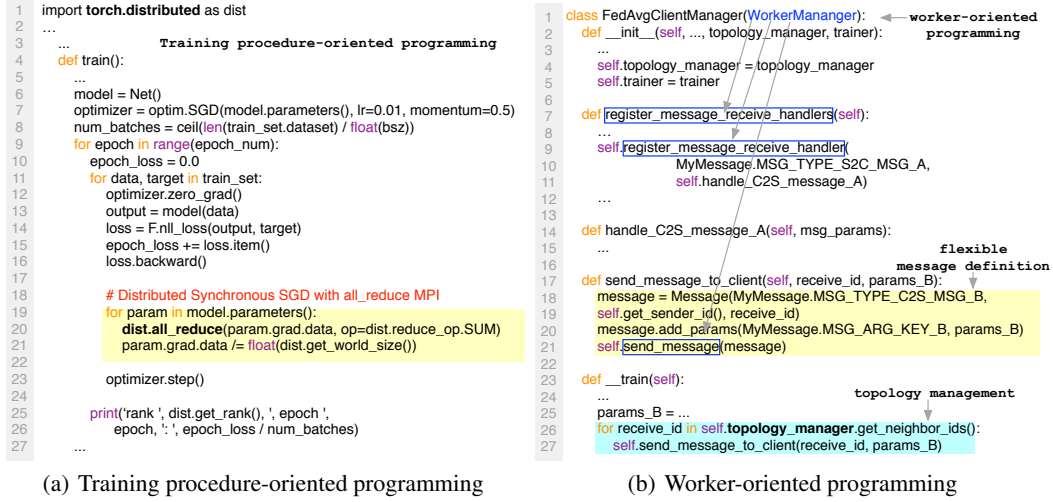 1 import torch.distributed as dist
2 …
3 ... Training procedure-oriented programming
4 def train():
5 ...
6 model = Net()
7 optimizer = optim.SGD(model.parameters(), lr=0.01, momentum=0.5)
8 num_batches = ceil(len(train_set.dataset) / float(bsz))
9 for epoch in range(epoch_num):
10 epoch_loss = 0.0
11 for data, target in train_set:
12 optimizer.zero_grad()
13 output = model(data)
14 loss = F.nll_loss(output, target)
15 epoch_loss += loss.item()
16 loss.backward()
17
18 # Distributed Synchronous SGD with all_reduce MPI
19 for param in model.parameters():
20 dist.all_reduce(param.grad.data, op=dist.reduce_op.SUM)
21 param.grad.data /= float(dist.get_world_size())
22
23 optimizer.step()
24
25 print('rank ', dist.get_rank(), ', epoch ',
26 epoch, ': ', epoch_loss / num_batches)
27 ...
(a) Training procedure-oriented programming
1 class FedAvgClientManager(WorkerMananger): worker-oriented
2 def __init__(self, ..., topology_manager, trainer): programming
3 ...
4 self.topology_manager = topology_manager
5 self.trainer = trainer
6
7 def register_message_receive_handlers(self):
8 ...
9 self.register_message_receive_handler(
10 MyMessage.MSG_TYPE_S2C_MSG_A,
11 self.handle_C2S_message_A)
12 ...
13
14 def handle_C2S_message_A(self, msg_params):
15 ... flexible
16 message definition
17 def send_message_to_client(self, receive_id, params_B):
18 message = Message(MyMessage.MSG_TYPE_C2S_MSG_B,
19 self.get_sender_id(), receive_id)
20 message.add_params(MyMessage.MSG_ARG_KEY_B, params_B)
21 self.send_message(message)
22
23 def __train(self):
24 ... topology management
25 params_B = ...
26 for receive_id in self.topology_manager.get_neighbor_ids():
27 self.send_message_to_client(receive_id, params_B)
(b) Worker-oriented programming